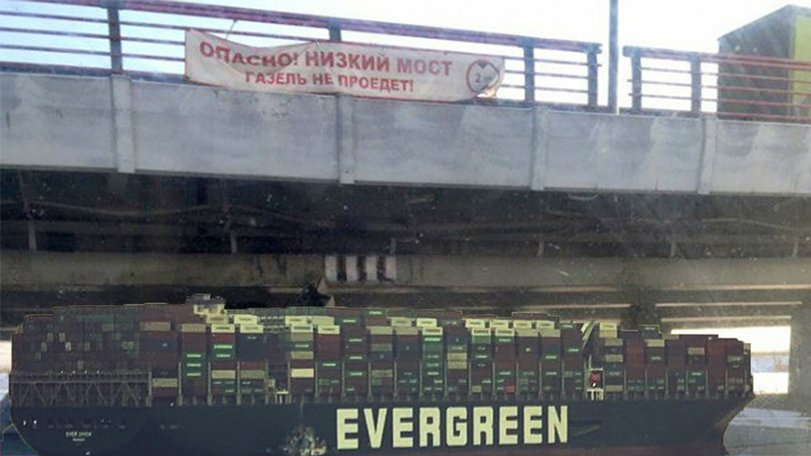 ОПАСНО! НИЗКИЙ МОСТ
ГАЗЕЛЬ НЕ ПРОЕДЕТ!
EVERGREEN